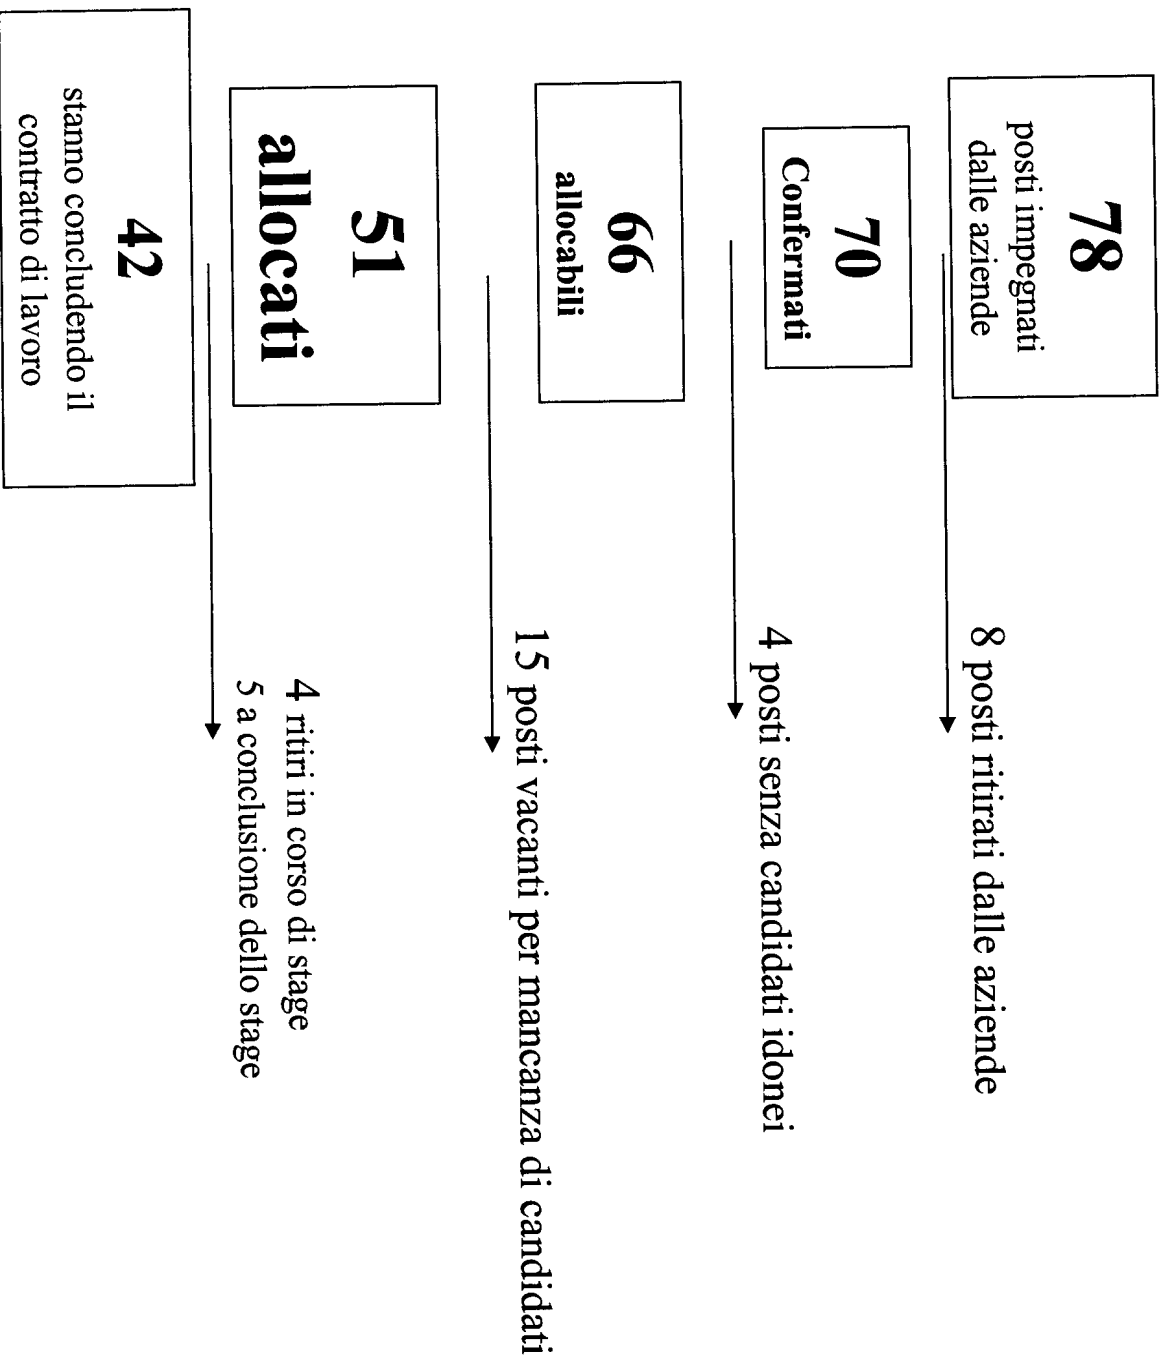 78
posti impegnati
dalle aziende
8 posti ritirati dalle aziende
70
Confermati
4 posti senza candidati idonei
66
allocabili
15 posti vacanti per mancanza di candidati
51
allocati
4 ritiri in corso di stage
5 a conclusione dello stage
42
stanno concludendo il
contratto di lavoro